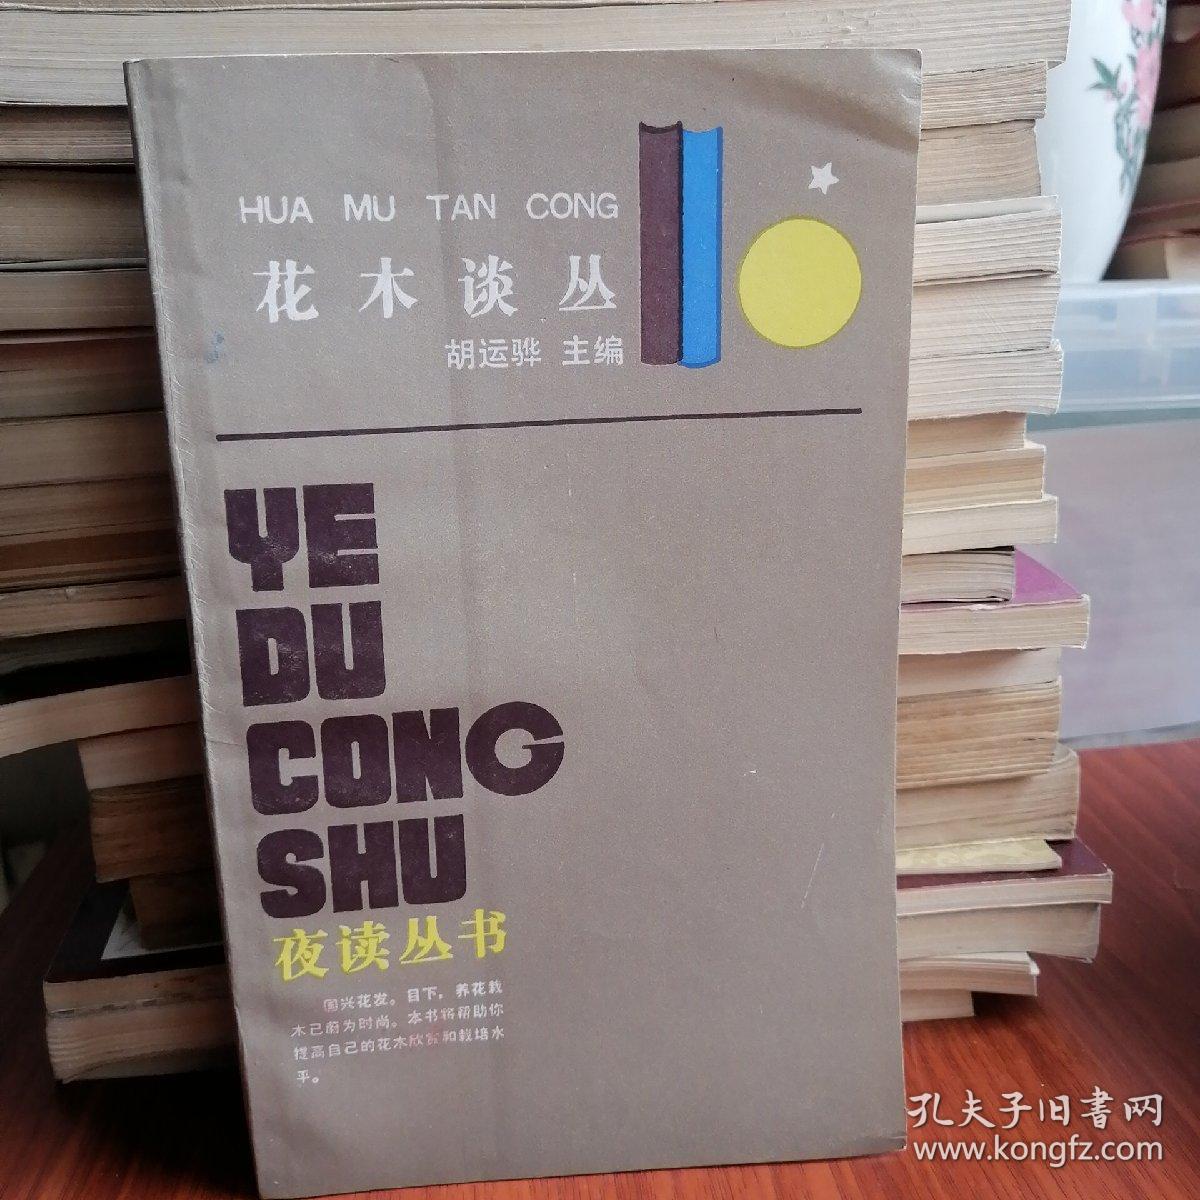 HUA MU TAN CONG
花木谈丛
胡运骅 主编
YE
DU
CONG
SHU
夜读丛书
国兴花发。目下，养花栽
木已蔚为时尚。本书将帮助你
提高自己的花木欣赏和栽培水
平。
孔夫子旧書网
www.kongfz.com